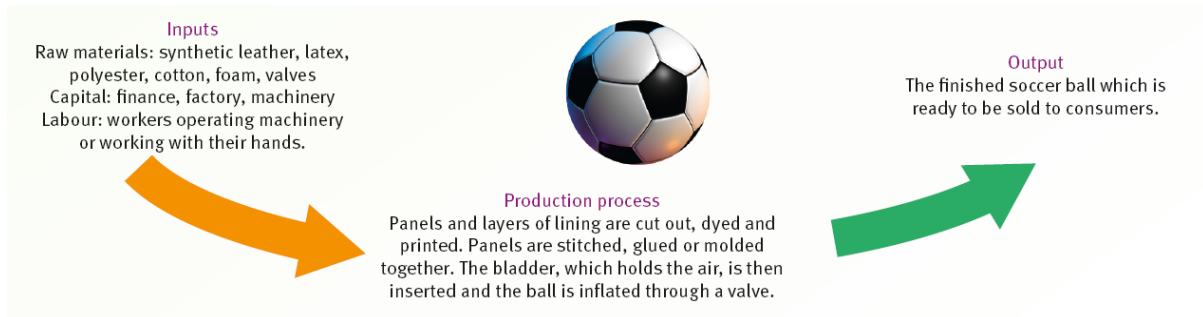 Inputs
Raw materials: synthetic leather, latex,
polyester, cotton, foam, valves
Capital: finance, factory, machinery
Labour: workers operating machinery
or working with their hands.
Production process
Panels and layers of lining are cut out, dyed and
printed. Panels are stitched, glued or molded
together. The bladder, which holds the air, is then
inserted and the ball is inflated through a valve.
Output
The finished soccer ball which is
ready to be sold to consumers.